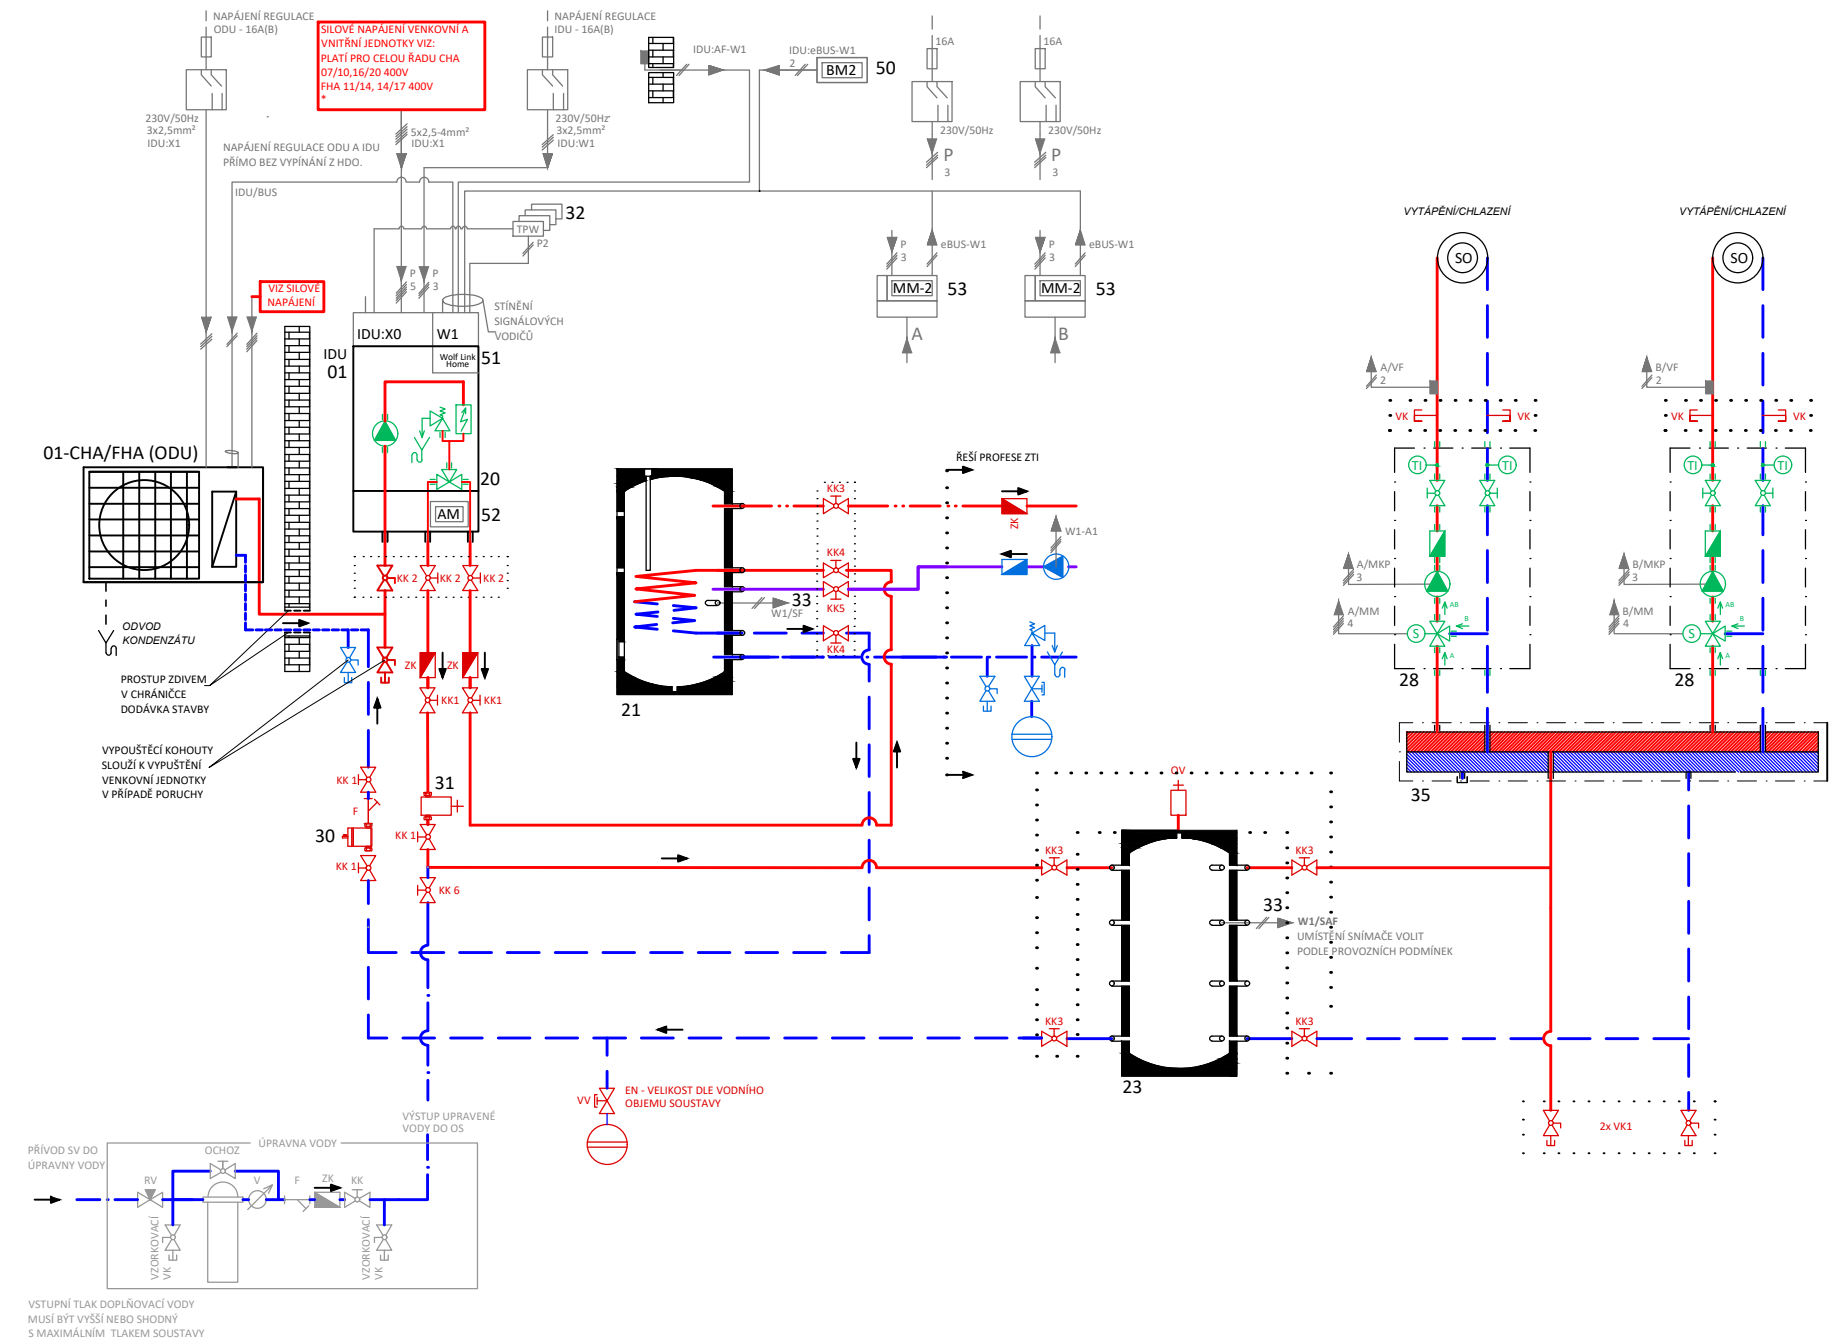 NAPÁJENÍ REGULACE
ODU - 16A(B)
SILOVÉ NAPÁJENÍ VENKOVNÍ A
VNITŘNÍ JEDNOTKY VIZ:
PLATÍ PRO CELOU ŘADU CHA
07/10,16/20 400V
FHA 11/14, 14/17 400V
*
NAPÁJENÍ REGULACE
IDU - 16A(B)
IDU:AF-W1
IDU:eBUS-W1
2
BM2
50
16A
16A
230V/50Hz
3x2,5mm²
IDU:X1
5x2,5-4mm²
IDU:X1
230V/50Hz
3x2,5mm²
IDU:W1
230V/50Hz
P
3
230V/50Hz
P
3
NAPÁJENÍ REGULACE ODU A IDU
PŘÍMO BEZ VYPÍNÁNÍ Z HDO.
IDU/BUS
32
TPW
P2
P
5
P
3
P
3
eBUS-W1
P
3
eBUS-W1
MM-2
53
MM-2
53
A
B
VIZ SILOVÉ
NAPÁJENÍ
STÍNĚNÍ
SIGNÁLOVÝCH
VODIČŮ
IDU:X0
W1
IDU
01
Wolf Link
Home
51
20
AM
52
VYTÁPĚNÍ/CHLAZENÍ
VYTÁPĚNÍ/CHLAZENÍ
SO
SO
A/VF
2
B/VF
2
VK
VK
VK
VK
TI
TI
TI
TI
A/MKP
3
B/MKP
3
A/MM
4
B/MM
4
S
AB
B
A
S
AB
B
A
28
28
35
01-CHA/FHA (ODU)
ODVOD
KONDENZÁTU
PROSTUP ZDIVEM
V CHRÁNIČCE
DODÁVKA STAVBY
VYPOUŠTĚCÍ KOHOUTY
SLOUŽÍ K VYPUŠTĚNÍ
VENKOVNÍ JEDNOTKY
V PŘÍPADĚ PORUCHY
KK 2
KK 2
KK 2
ZK
ZK
KK1
KK1
KK 1
F
30
KK 1
31
KK 1
KK 6
ŘEŠÍ PROFESE ZTI
KK3
ZK
W1-A1
KK4
KK5
33
W1/SF
KK4
21
OV
KK3
KK3
33
W1/SAF
UMÍSTĚNÍ SNÍMAČE VOLIT
PODLE PROVOZNÍCH PODMÍNEK
KK3
KK3
23
VV
EN - VELIKOST DLE VODNÍHO
OBJEMU SOUSTAVY
2x VK1
VÝSTUP UPRAVENÉ
VODY DO OS
PŘÍVOD SV DO
ÚPRAVNY VODY
ÚPRAVNA VODY
OCHOZ
RV
V
F
ZK
KK
VZORKOVACÍ
VK
VZORKOVACÍ
VK
VSTUPNÍ TLAK DOPLŇOVACÍ VODY
MUSÍ BÝT VYŠŠÍ NEBO SHODNÝ
S MAXIMÁLNÍM TLAKEM SOUSTAVY